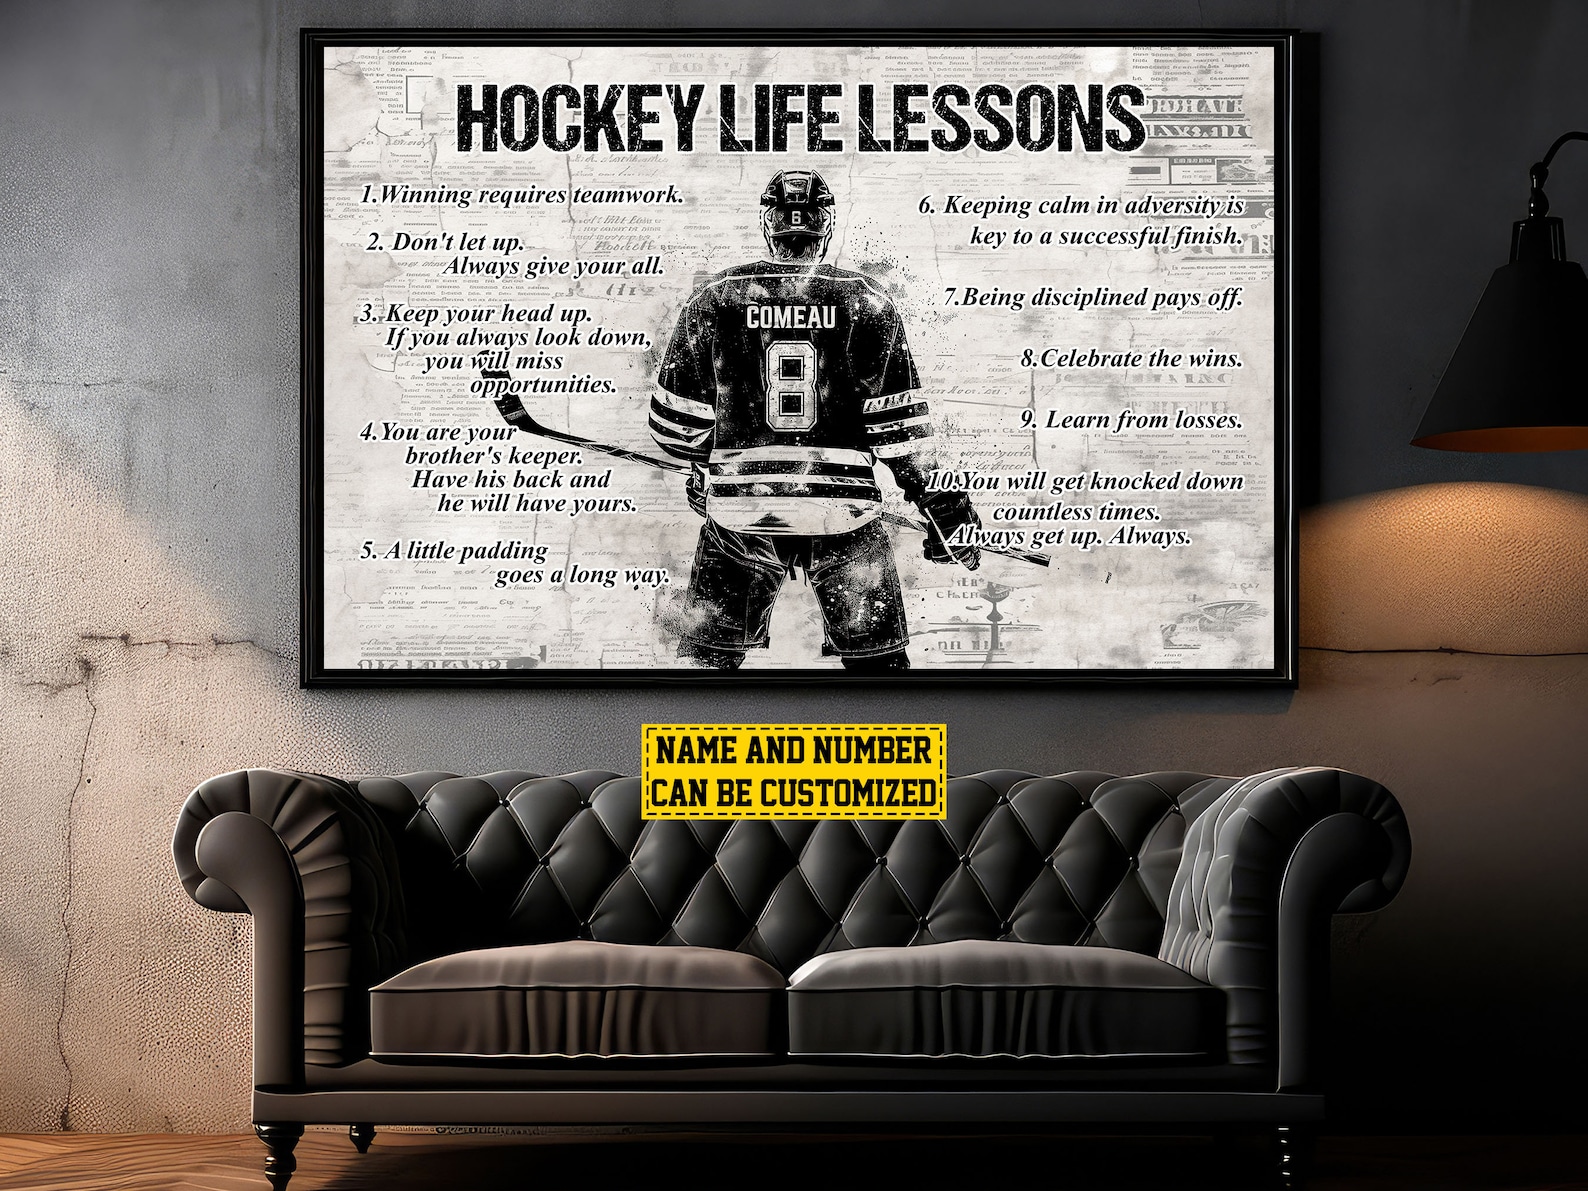 HOCKEY LIFE LESSONS
1.Winning requires teamwork.
2. Don't let up.
Always give your all.
3. Keep your head up.
If you always look down,
you will miss
opportunities.
4.You are your
brother's keeper.
Have his back and
he will have yours.
5. A little padding
goes a long way.
6
COMEAU
8
6. Keeping calm in adversity is
key to a successful finish.
7.Being disciplined pays off.
8.Celebrate the wins.
9. Learn from losses.
10.You will get knocked down
countless times.
Always get up. Always.
NAME AND NUMBER
CAN BE CUSTOMIZED